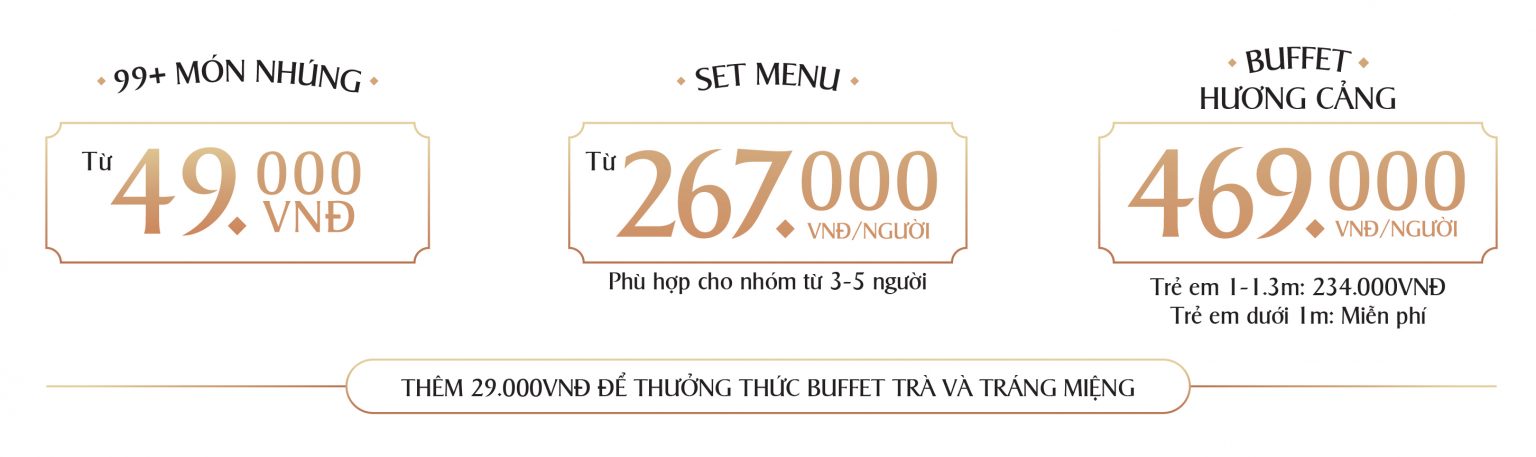 99+ MÓN NHÚNG
Từ 49.000
VNĐ
SET MENU
Từ 267.000
VNĐ/NGƯỜI
Phù hợp cho nhóm từ 3-5 người
BUFFET
HƯƠNG CẢNG
469.000
VNĐ/NGƯỜI
Trẻ em 1-1.3m: 234.000VNĐ
Trẻ em dưới 1m: Miễn phí
THÊM 29.000VNĐ ĐỂ THƯỞNG THỨC BUFFET TRÀ VÀ TRÁNG MIỆNG